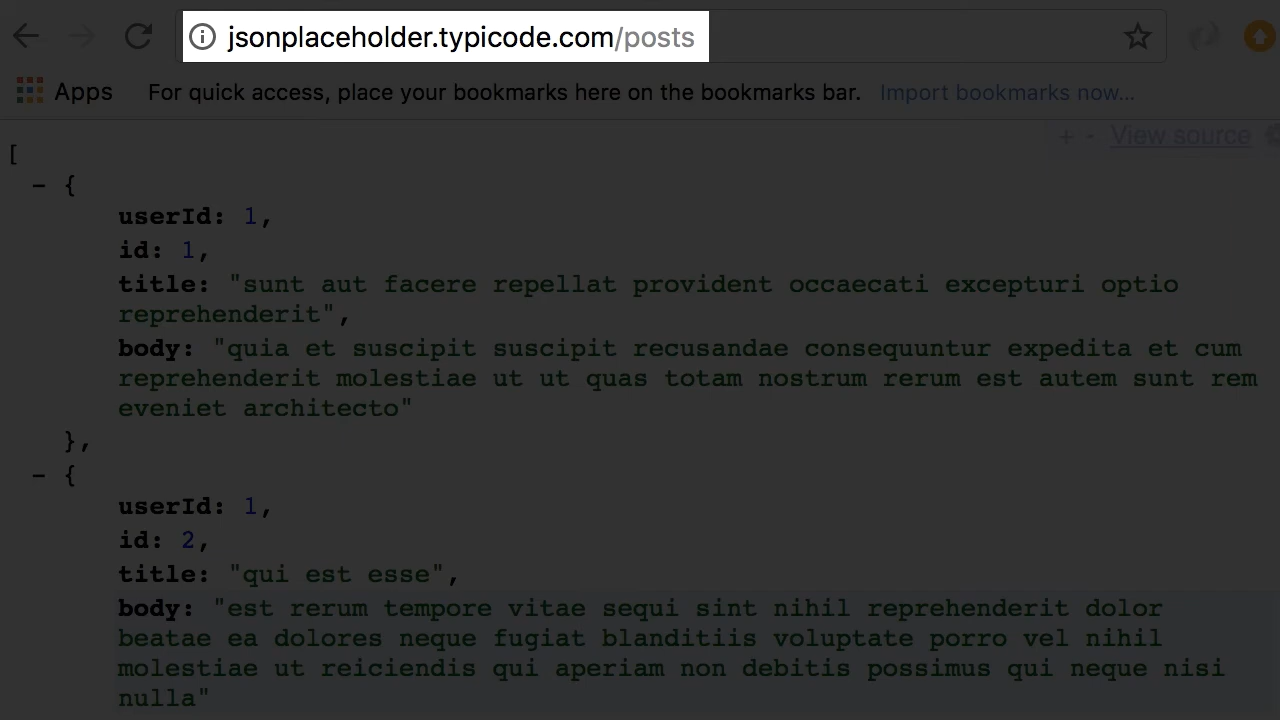 jsonplaceholder.typicode.com/posts
Apps For quick access, place your bookmarks here on the bookmarks bar. Import bookmarks now...
+ - View source
[
- {
userId: 1,
id: 1,
title: "sunt aut facere repellat provident occaecati excepturi optio
reprehenderit",
body: "quia et suscipit suscipit recusandae consequuntur expedita et cum
reprehenderit molestiae ut ut quas totam nostrum rerum est autem sunt rem
eveniet architecto"
},
- {
userId: 1,
id: 2,
title: "qui est esse",
body: "est rerum tempore vitae sequi sint nihil reprehenderit dolor
beatae ea dolores neque fugiat blanditiis voluptate porro vel nihil
molestiae ut reiciendis qui aperiam non debitis possimus qui neque nisi
nulla"